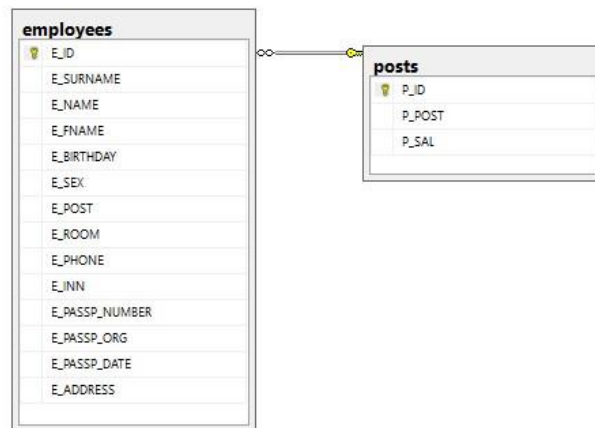 employees
E_ID
E_SURNAME
E_NAME
E_FNAME
E_BIRTHDAY
E_SEX
E_POST
E_ROOM
E_PHONE
E_INN
E_PASSP_NUMBER
E_PASSP_ORG
E_PASSP_DATE
E_ADDRESS
posts
P_ID
P_POST
P_SAL